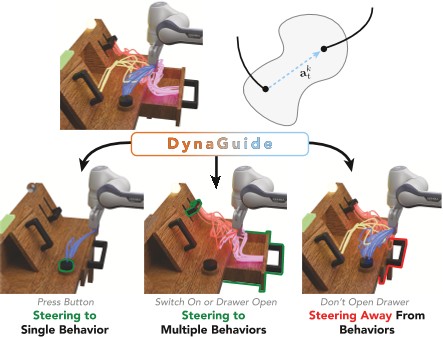 a_t^k
DynaGuide
Press Button
Steering to
Single Behavior
Switch On or Drawer Open
Steering to
Multiple Behaviors
Don't Open Drawer
Steering Away From
Behaviors